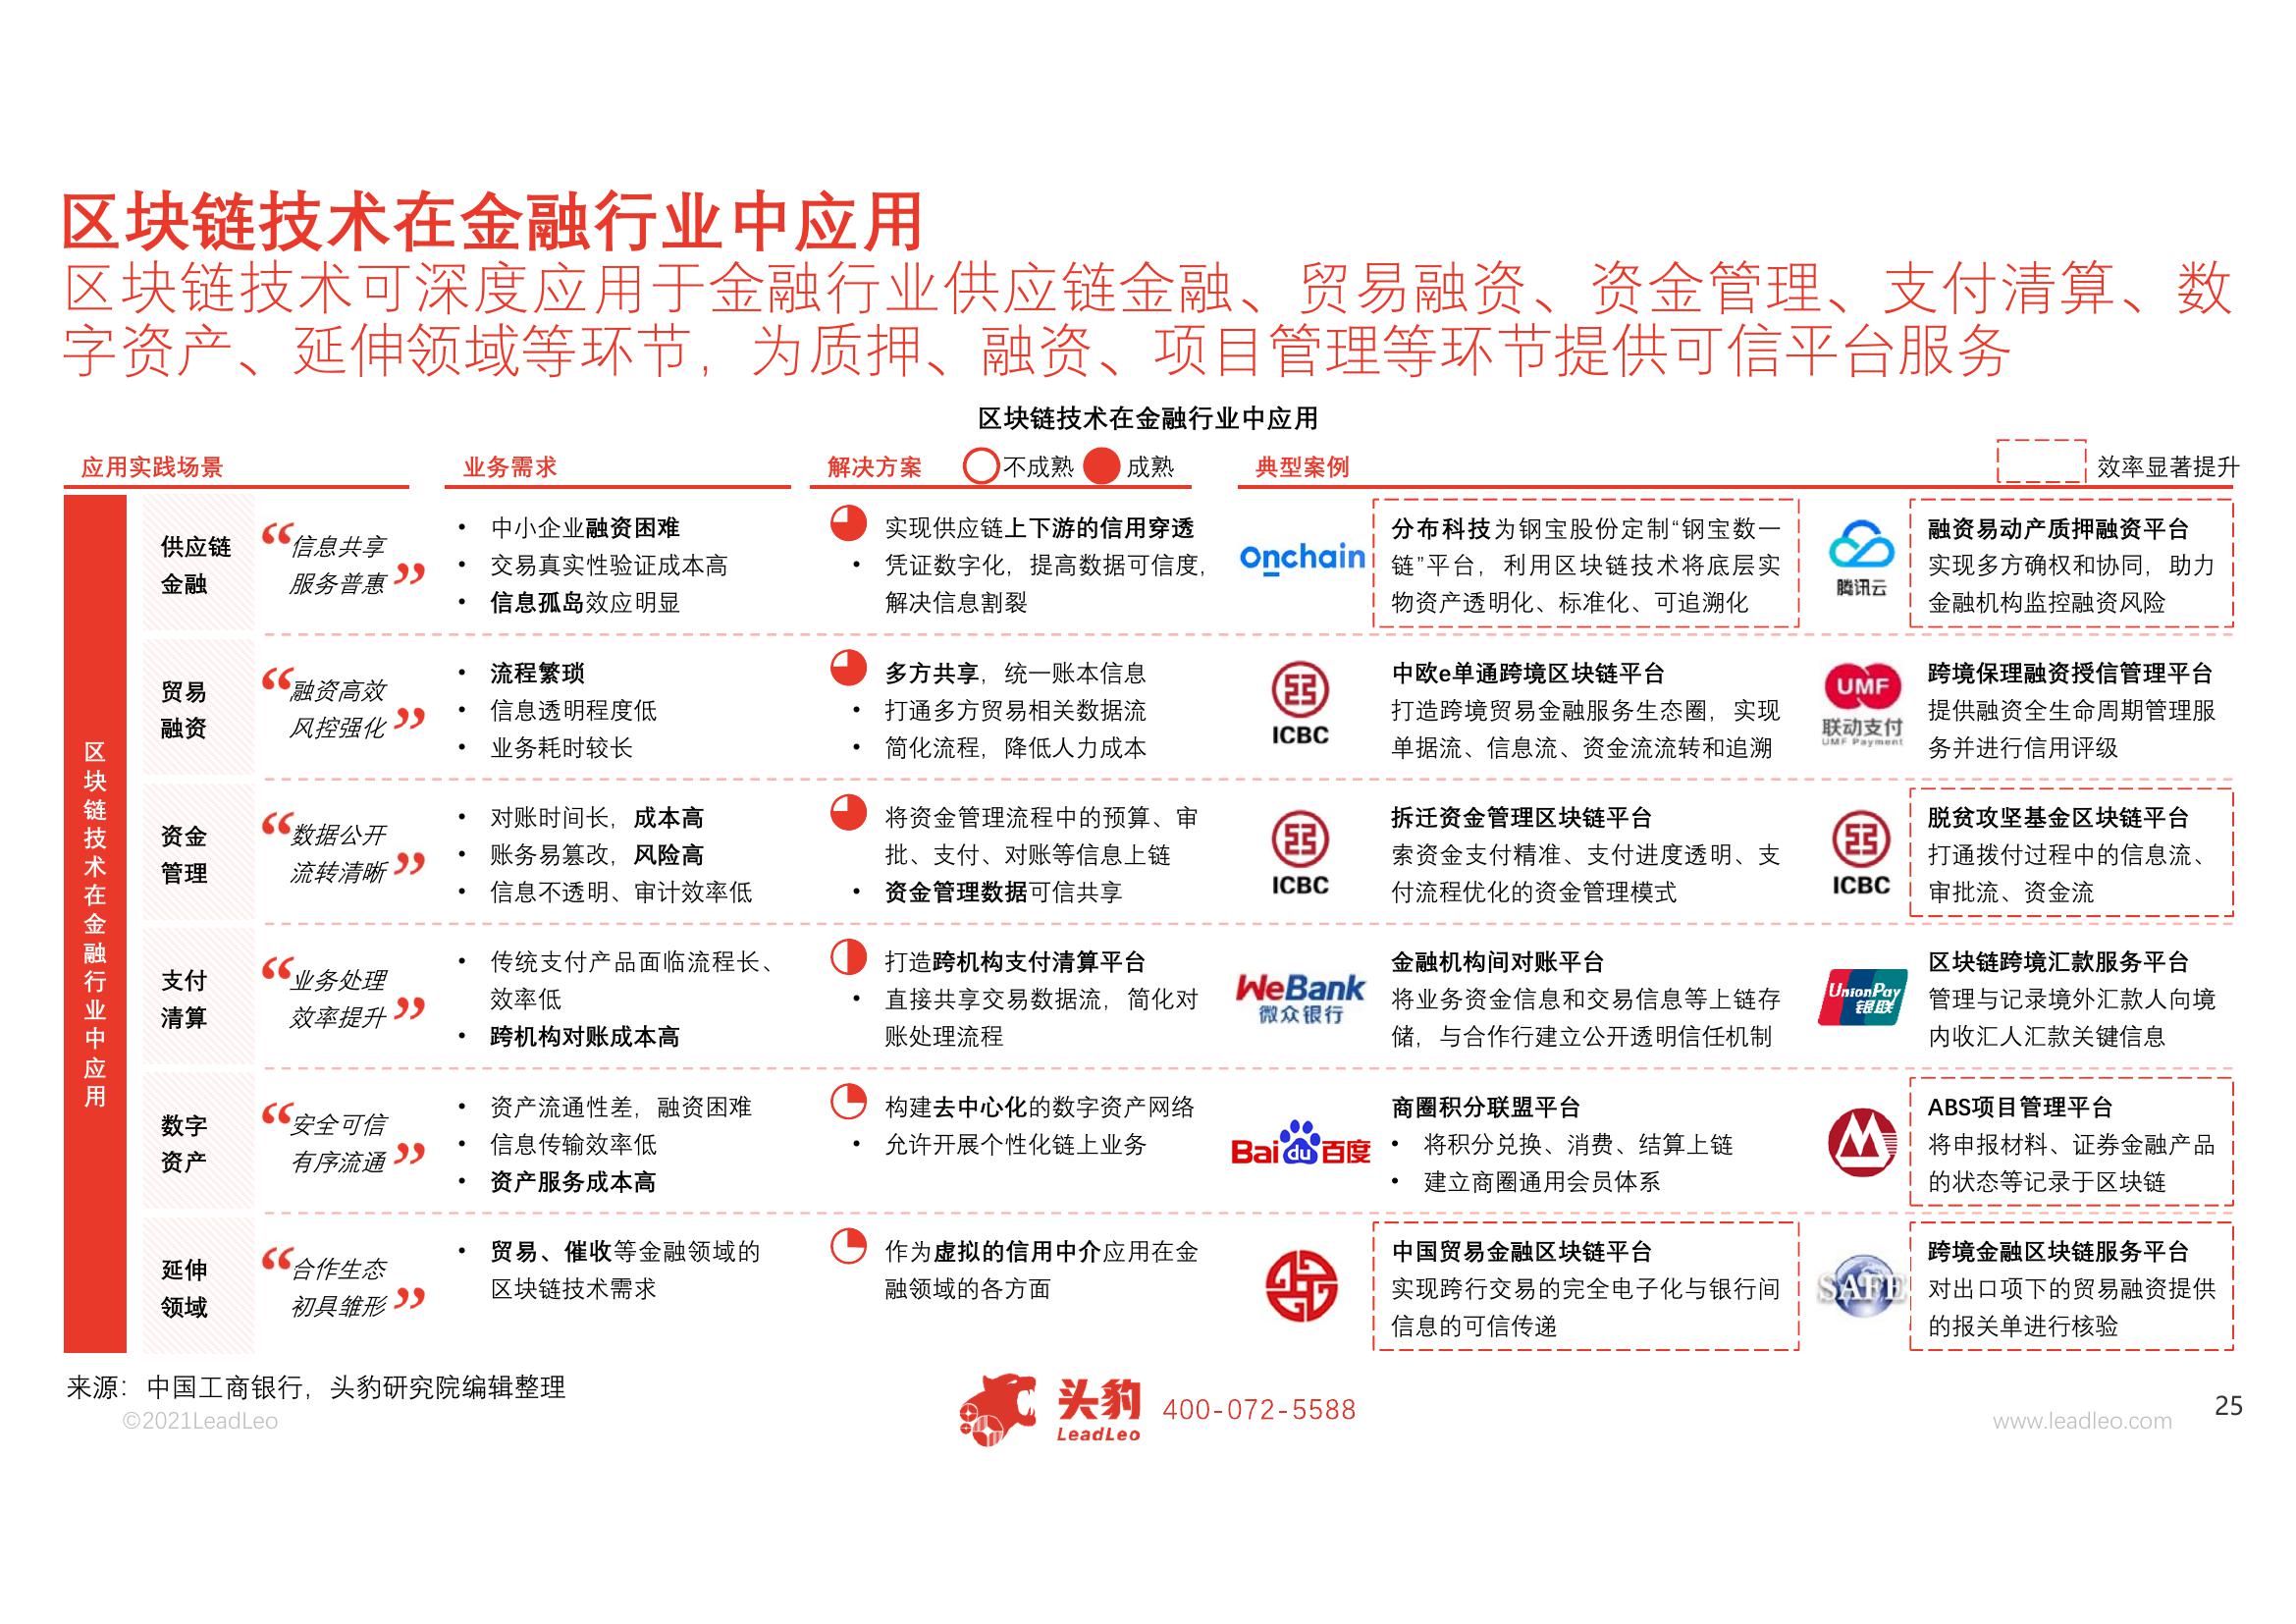 区块链技术在金融行业中应用
区块链技术可深度应用于金融行业供应链金融、贸易融资、资金管理、支付清算、数
字资产、延伸领域等环节，为质押、融资、项目管理等环节提供可信平台服务
区块链技术在金融行业中应用
应用实践场景
业务需求
解决方案
不成熟
成熟
典型案例
效率显著提升
区块链技术在金融行业中应用
供应链
金融
“信息共享
服务普惠”
• 中小企业融资困难
• 交易真实性验证成本高
• 信息孤岛效应明显
实现供应链上下游的信用穿透
• 凭证数字化，提高数据可信度，
解决信息割裂
onchain
分布科技为钢宝股份定制“钢宝数一
链”平台，利用区块链技术将底层实
物资产透明化、标准化、可追溯化
腾讯云
融资易动产质押融资平台
实现多方确权和协同，助力
金融机构监控融资风险
贸易
融资
“融资高效
风控强化”
• 流程繁琐
• 信息透明程度低
• 业务耗时较长
多方共享，统一账本信息
• 打通多方贸易相关数据流
• 简化流程，降低人力成本
ICBC
中欧e单通跨境区块链平台
打造跨境贸易金融服务生态圈，实现
单据流、信息流、资金流流转和追溯
UMF
联动支付
UMF Payment
跨境保理融资授信管理平台
提供融资全生命周期管理服
务并进行信用评级
资金
管理
“数据公开
流转清晰”
• 对账时间长，成本高
• 账务易篡改，风险高
• 信息不透明、审计效率低
将资金管理流程中的预算、审
批、支付、对账等信息上链
• 资金管理数据可信共享
ICBC
拆迁资金管理区块链平台
索资金支付精准、支付进度透明、支
付流程优化的资金管理模式
ICBC
脱贫攻坚基金区块链平台
打通拨付过程中的信息流、
审批流、资金流
支付
清算
“业务处理
效率提升”
• 传统支付产品面临流程长、
效率低
• 跨机构对账成本高
打造跨机构支付清算平台
• 直接共享交易数据流，简化对
账处理流程
WeBank
微众银行
金融机构间对账平台
将业务资金信息和交易信息等上链存
储，与合作行建立公开透明信任机制
UnionPay
银联
区块链跨境汇款服务平台
管理与记录境外汇款人向境
内收汇人汇款关键信息
数字
资产
“安全可信
有序流通”
• 资产流通性差，融资困难
• 信息传输效率低
• 资产服务成本高
构建去中心化的数字资产网络
• 允许开展个性化链上业务
Baidu百度
商圈积分联盟平台
• 将积分兑换、消费、结算上链
• 建立商圈通用会员体系
ABS项目管理平台
将申报材料、证券金融产品
的状态等记录于区块链
延伸
领域
“合作生态
初具雏形”
• 贸易、催收等金融领域的
区块链技术需求
作为虚拟的信用中介应用在金
融领域的各方面
中国贸易金融区块链平台
实现跨行交易的完全电子化与银行间
信息的可信传递
SAFE
跨境金融区块链服务平台
对出口项下的贸易融资提供
的报关单进行核验
来源：中国工商银行，头豹研究院编辑整理
©2021LeadLeo
头豹
LeadLeo
400-072-5588
www.leadleo.com
25